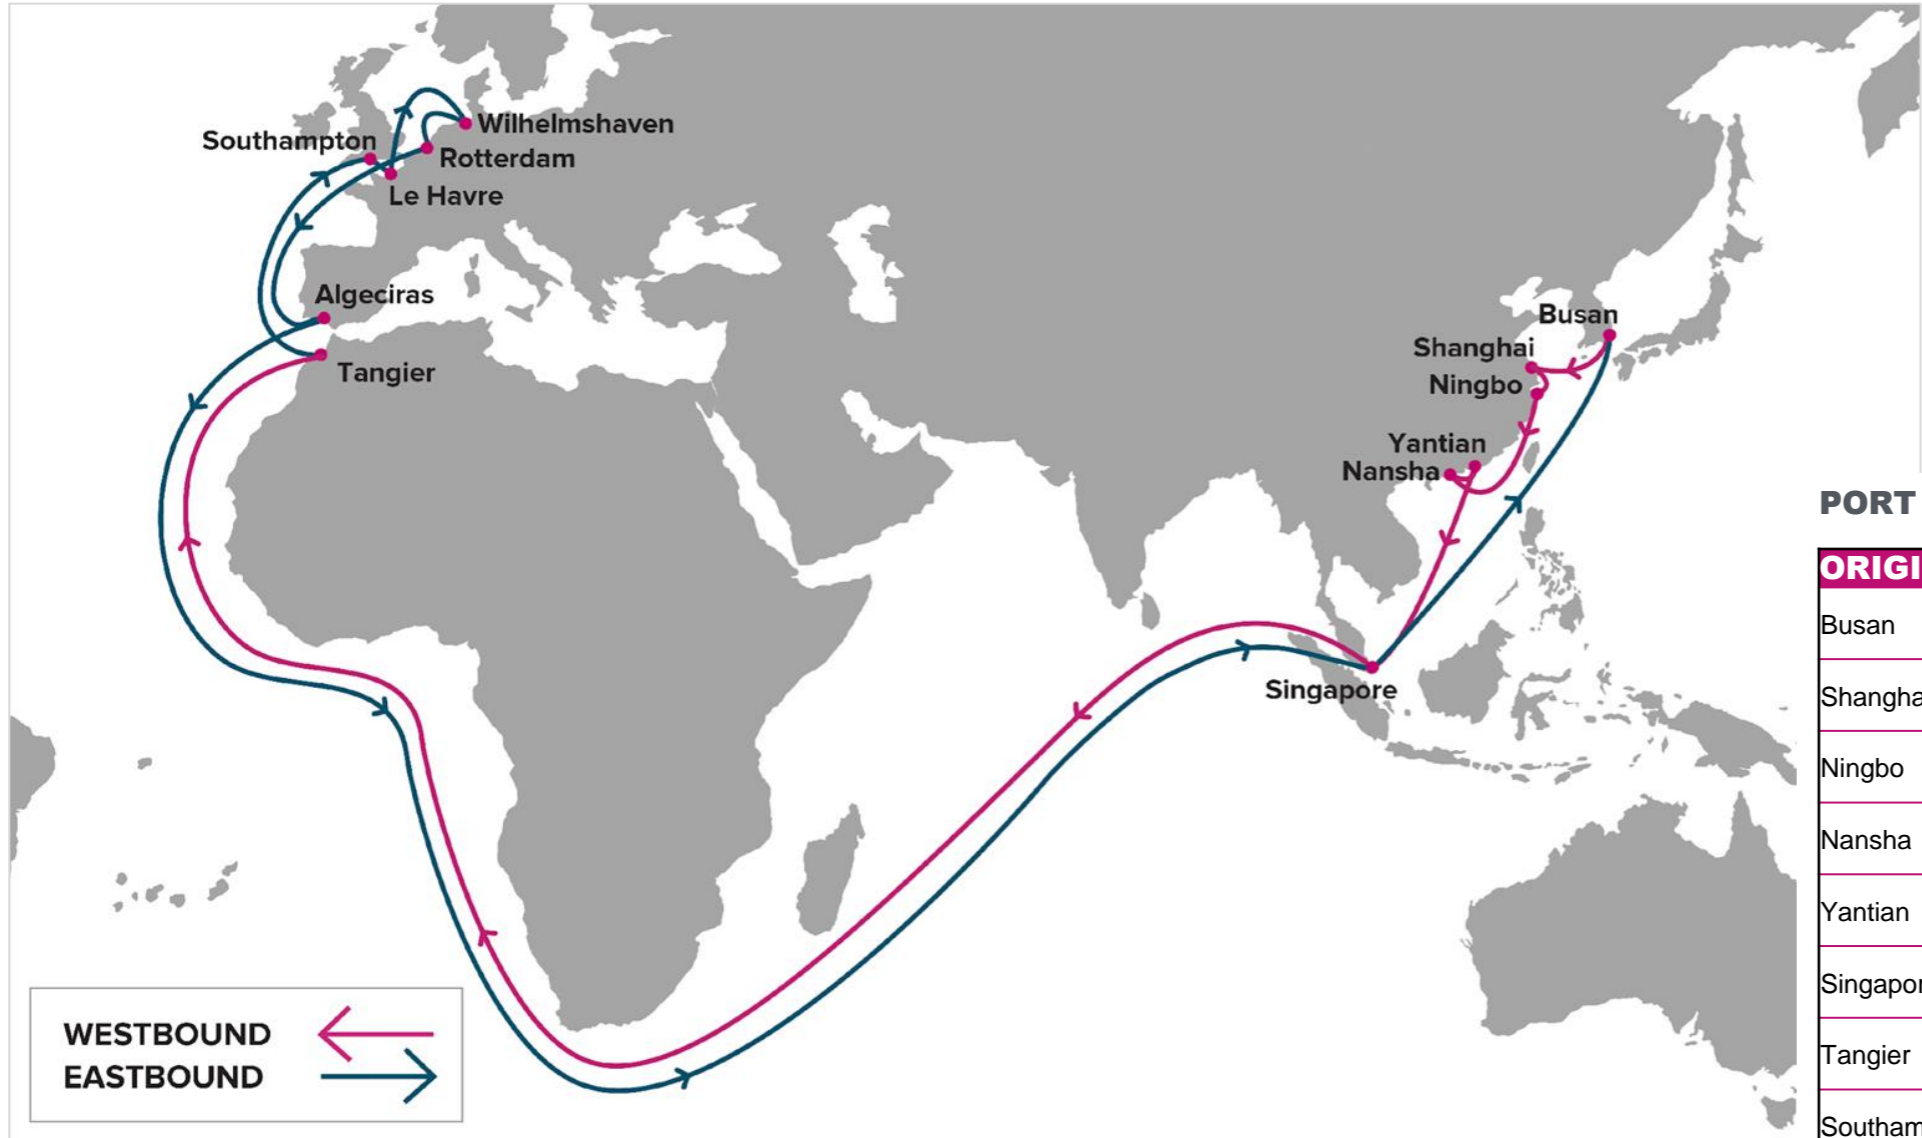 Southampton
Wilhelmshaven
Rotterdam
Le Havre
Algeciras
Tangier
Busan
Shanghai
Ningbo
Yantian
Nansha
Singapore
WESTBOUND
EASTBOUND
PORT
ORIGI
Busan
Shangha
Ningbo
Nansha
Yantian
Singapor
Tangier
Southam